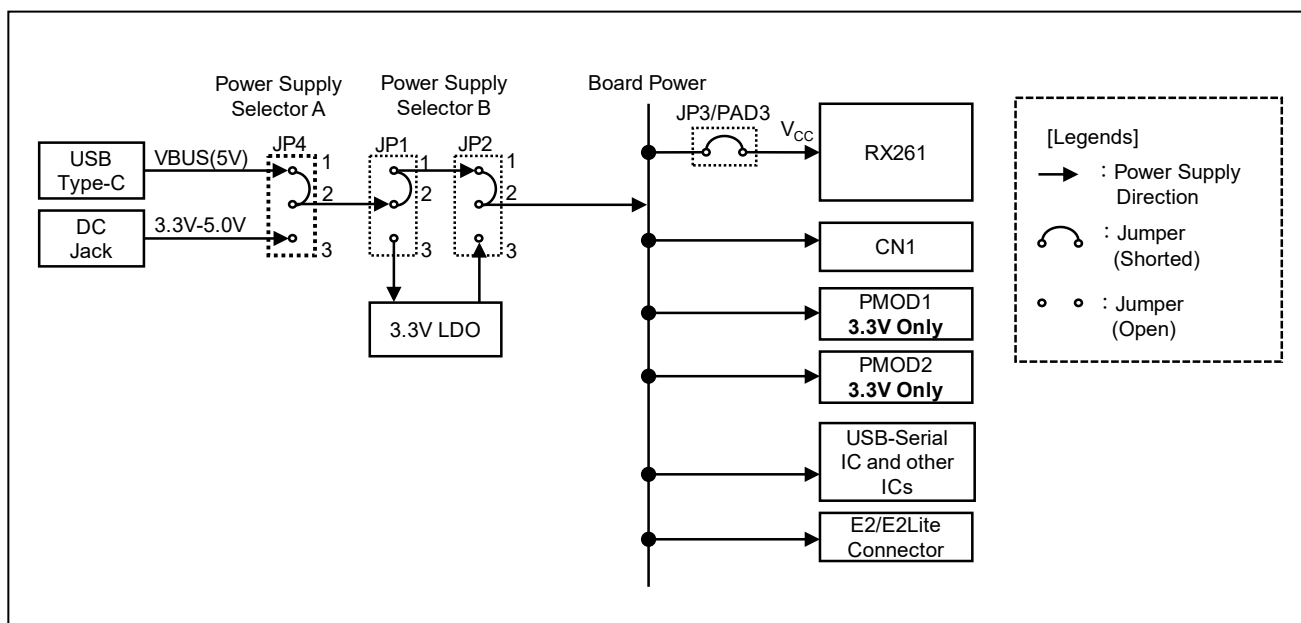 Power Supply
Selector A
Power Supply
Selector B
Board Power
JP4
JP1
JP2
JP3/PAD3
VCC
USB
Type-C
VBUS(5V)
DC
Jack
3.3V-5.0V
1
2
3
1
2
3
1
2
3
3.3V LDO
RX261
CN1
PMOD1
3.3V Only
PMOD2
3.3V Only
USB-Serial
IC and other
ICs
E2/E2Lite
Connector
[Legends]
: Power Supply
Direction
: Jumper
(Shorted)
: Jumper
(Open)